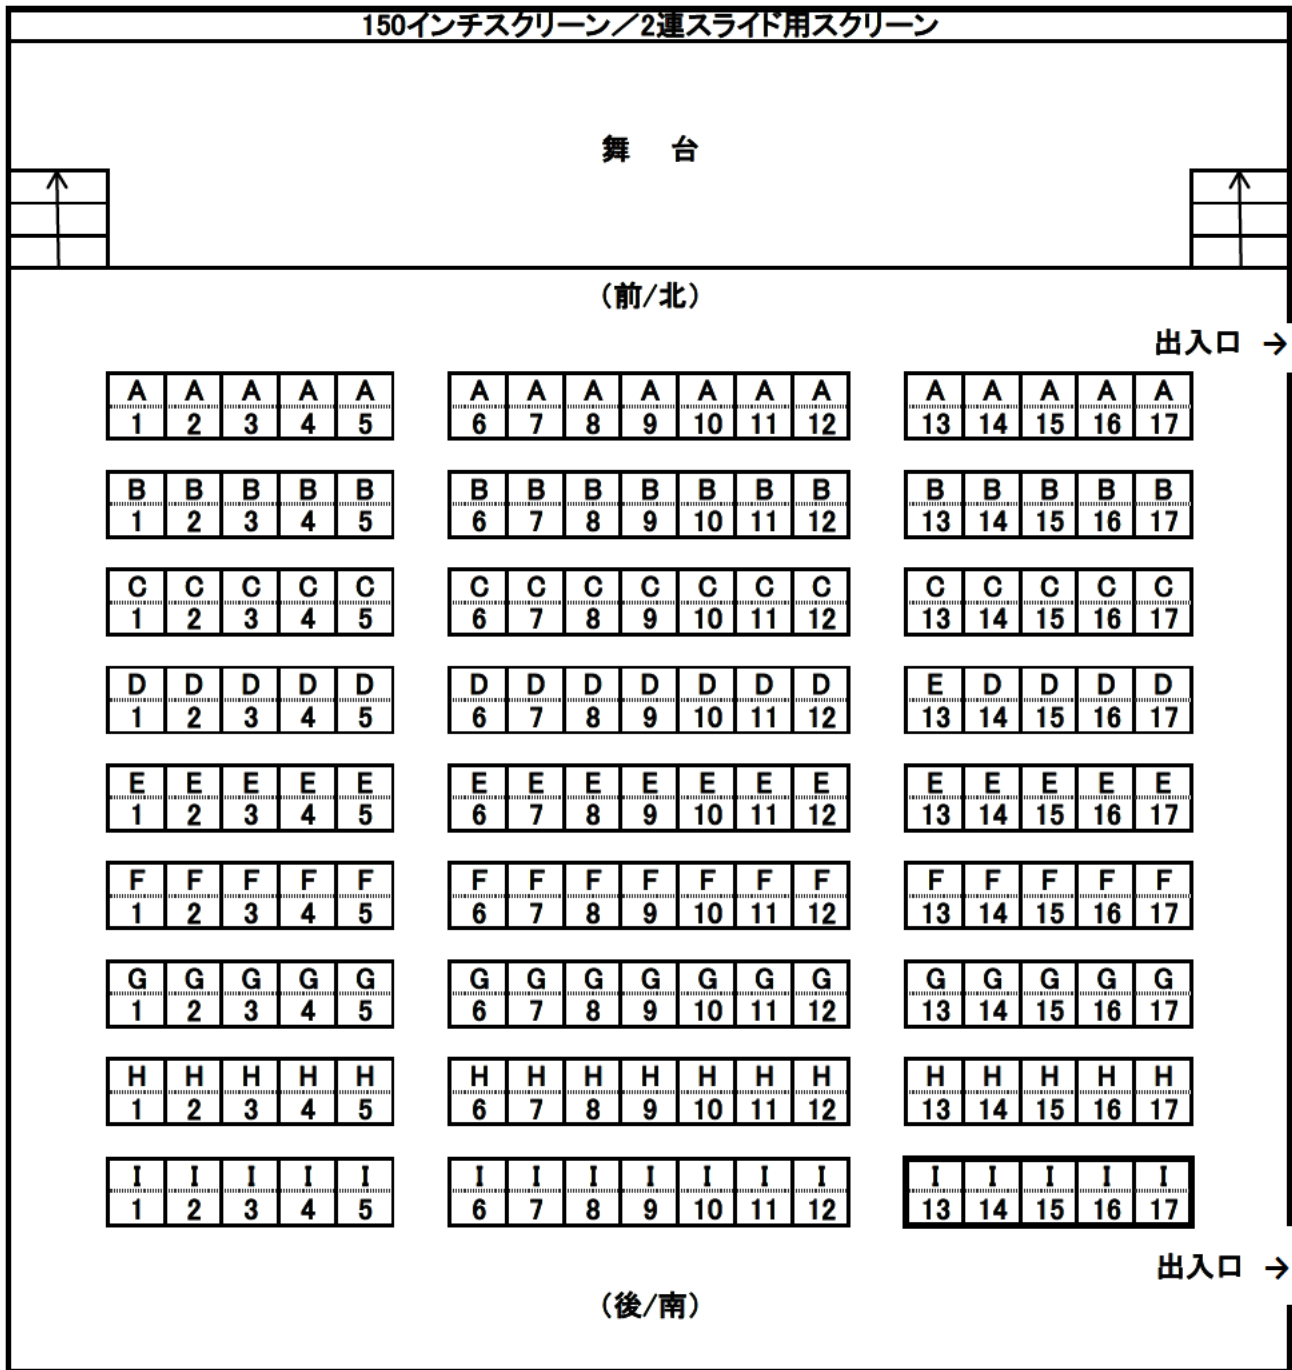 150インチスクリーン／2連スライド用スクリーン
舞 台
（前/北）
出入口 →
A A A A A A A A A A A A A A A A A
1 2 3 4 5 6 7 8 9 10 11 12 13 14 15 16 17
B B B B B B B B B B B B B B B B B
1 2 3 4 5 6 7 8 9 10 11 12 13 14 15 16 17
C C C C C C C C C C C C C C C C C
1 2 3 4 5 6 7 8 9 10 11 12 13 14 15 16 17
D D D D D D D D D D D D E D D D D
1 2 3 4 5 6 7 8 9 10 11 12 13 14 15 16 17
E E E E E E E E E E E E E E E E E
1 2 3 4 5 6 7 8 9 10 11 12 13 14 15 16 17
F F F F F F F F F F F F F F F F F
1 2 3 4 5 6 7 8 9 10 11 12 13 14 15 16 17
G G G G G G G G G G G G G G G G G
1 2 3 4 5 6 7 8 9 10 11 12 13 14 15 16 17
H H H H H H H H H H H H H H H H H
1 2 3 4 5 6 7 8 9 10 11 12 13 14 15 16 17
I I I I I I I I I I I I I I I I I
1 2 3 4 5 6 7 8 9 10 11 12 13 14 15 16 17
出入口 →
（後/南）